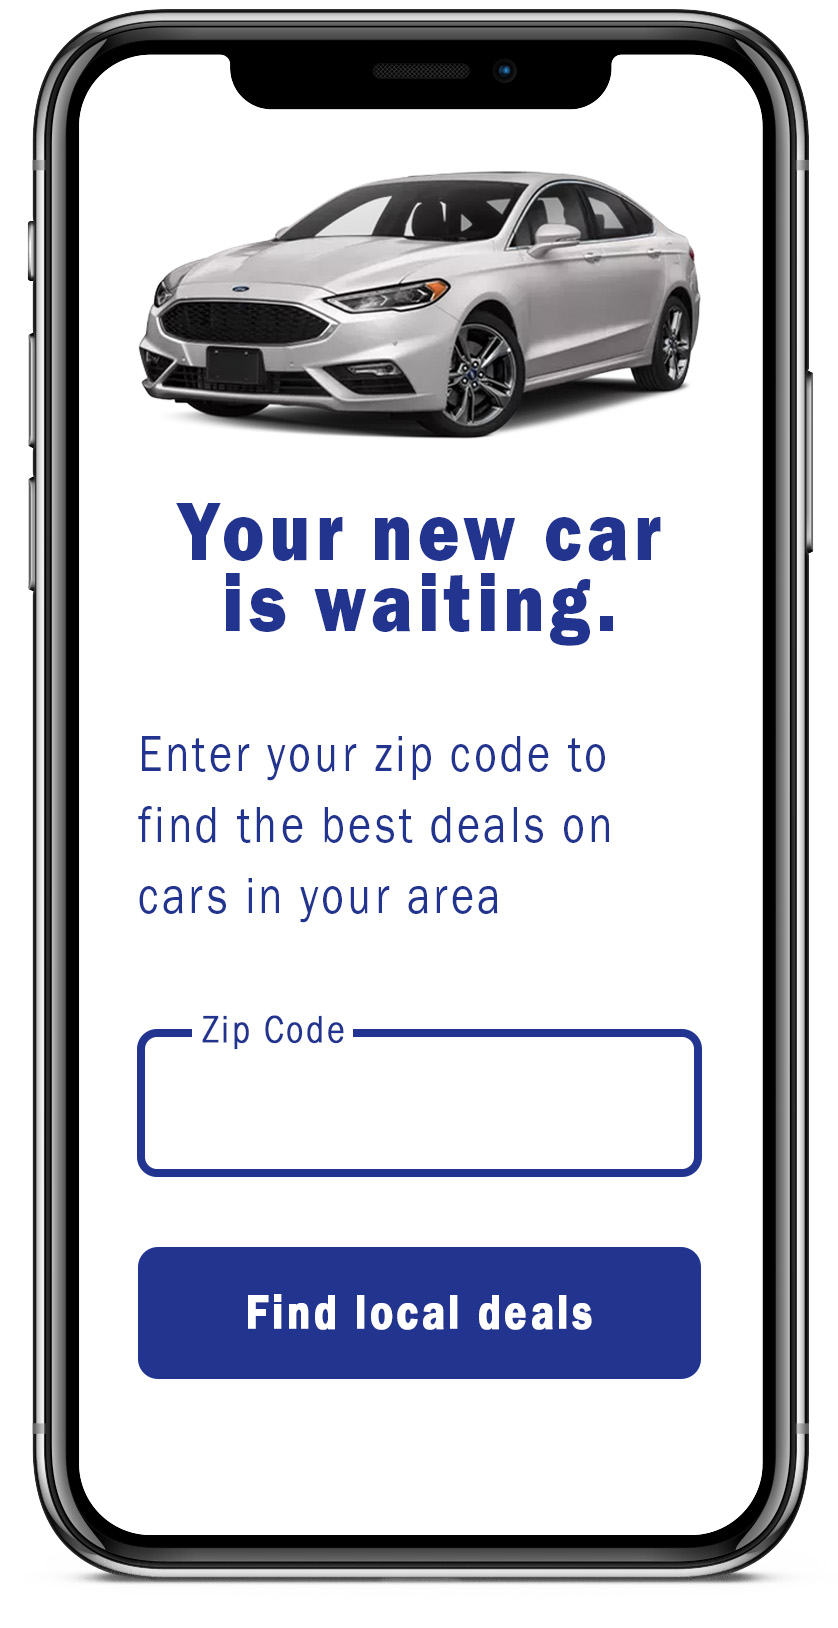 Your new car
is waiting.
Enter your zip code to
find the best deals on
cars in your area
Zip Code
Find local deals